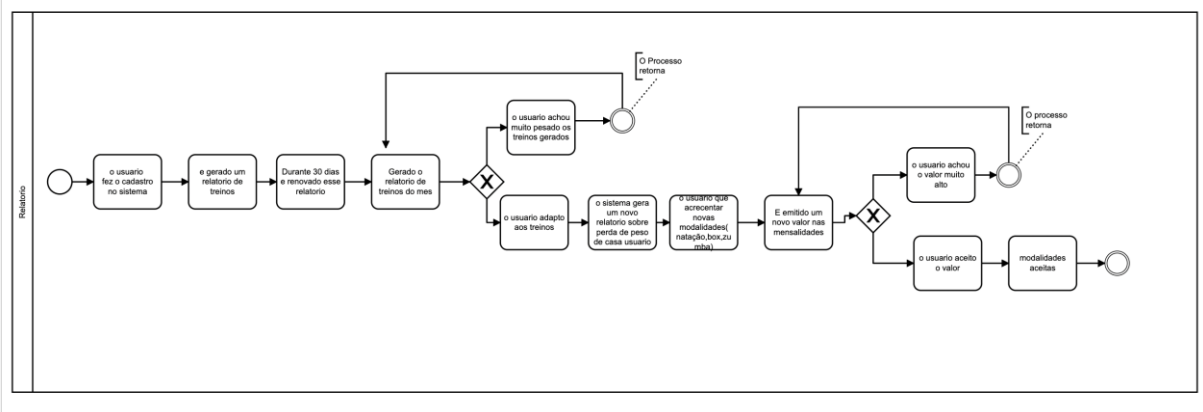 Relatorio
o usuario
fez o cadastro
no sistema
e gerado um
relatorio de
treinos
Durante 30 dias
e renovado esse
relatorio
Gerado o
relatorio de
treinos do mes
X
o usuario achou
muito pesado os
treinos gerados
O Processo
retorna
o usuario adapto
aos treinos
o sistema gera
um novo
relatorio sobre
perda de peso
de casa usuario
o usuario que
acrecentar
novas
modalidades(
natação,box,zu
mba)
E emitido um
novo valor nas
mensalidades
X
o usuario achou
o valor muito
alto
O processo
retorna
o usuario aceito
o valor
modalidades
aceitas